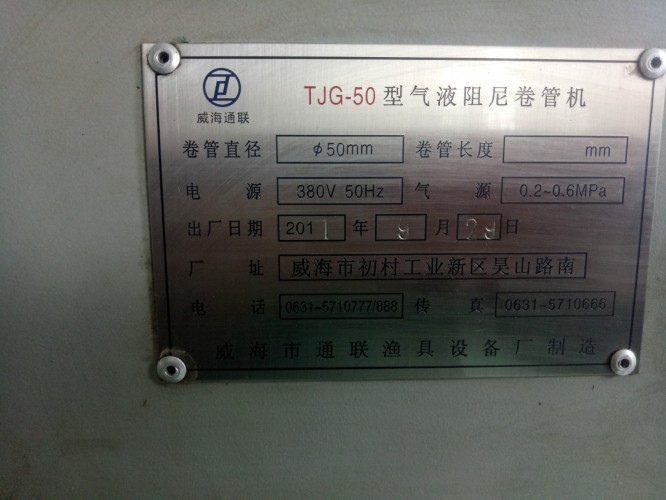 TJG-50型气液阻尼卷管机
威海通联
卷管直径 φ50mm 卷管长度 mm
电源 380V 50Hz 气源 0.2~0.6MPa
出厂日期 2011 年 9 月 29 日
厂址 威海市初村工业新区昊山路南
电话 0631-5710777/888 传真 0631-5710666
威海市通联渔具设备厂制造